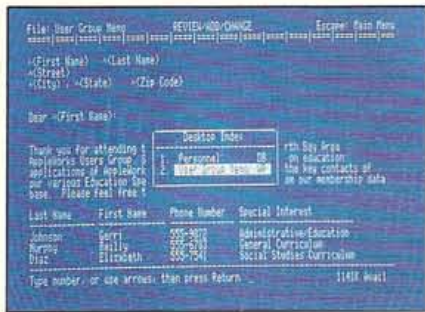 File: User Group Memo REVIEW/ADD/CHANGE Escape: Main Menu
^<First Name> ^<Last Name>
^<Street>
^<City>, ^<State> ^<Zip Code>
Dear ^<First Name>:
Desktop Index
1. Personnel DB
2. User Group Memo WP
Thank you for attending t rth Bay Area
AppleWorks Users Group on education
applications of AppleWork the key contacts of
our various Education Spe on our membership data
base. Please feel free t
Last Name First Name Phone Number Special Interest
Johnson Gerri 555-9872 Administrative/Education
Murphy 555-6783 General Curriculum
Diaz Elizabeth 555-7541 Social Studies Curriculum
Type number, or use arrows, then press Return 1141K Avail